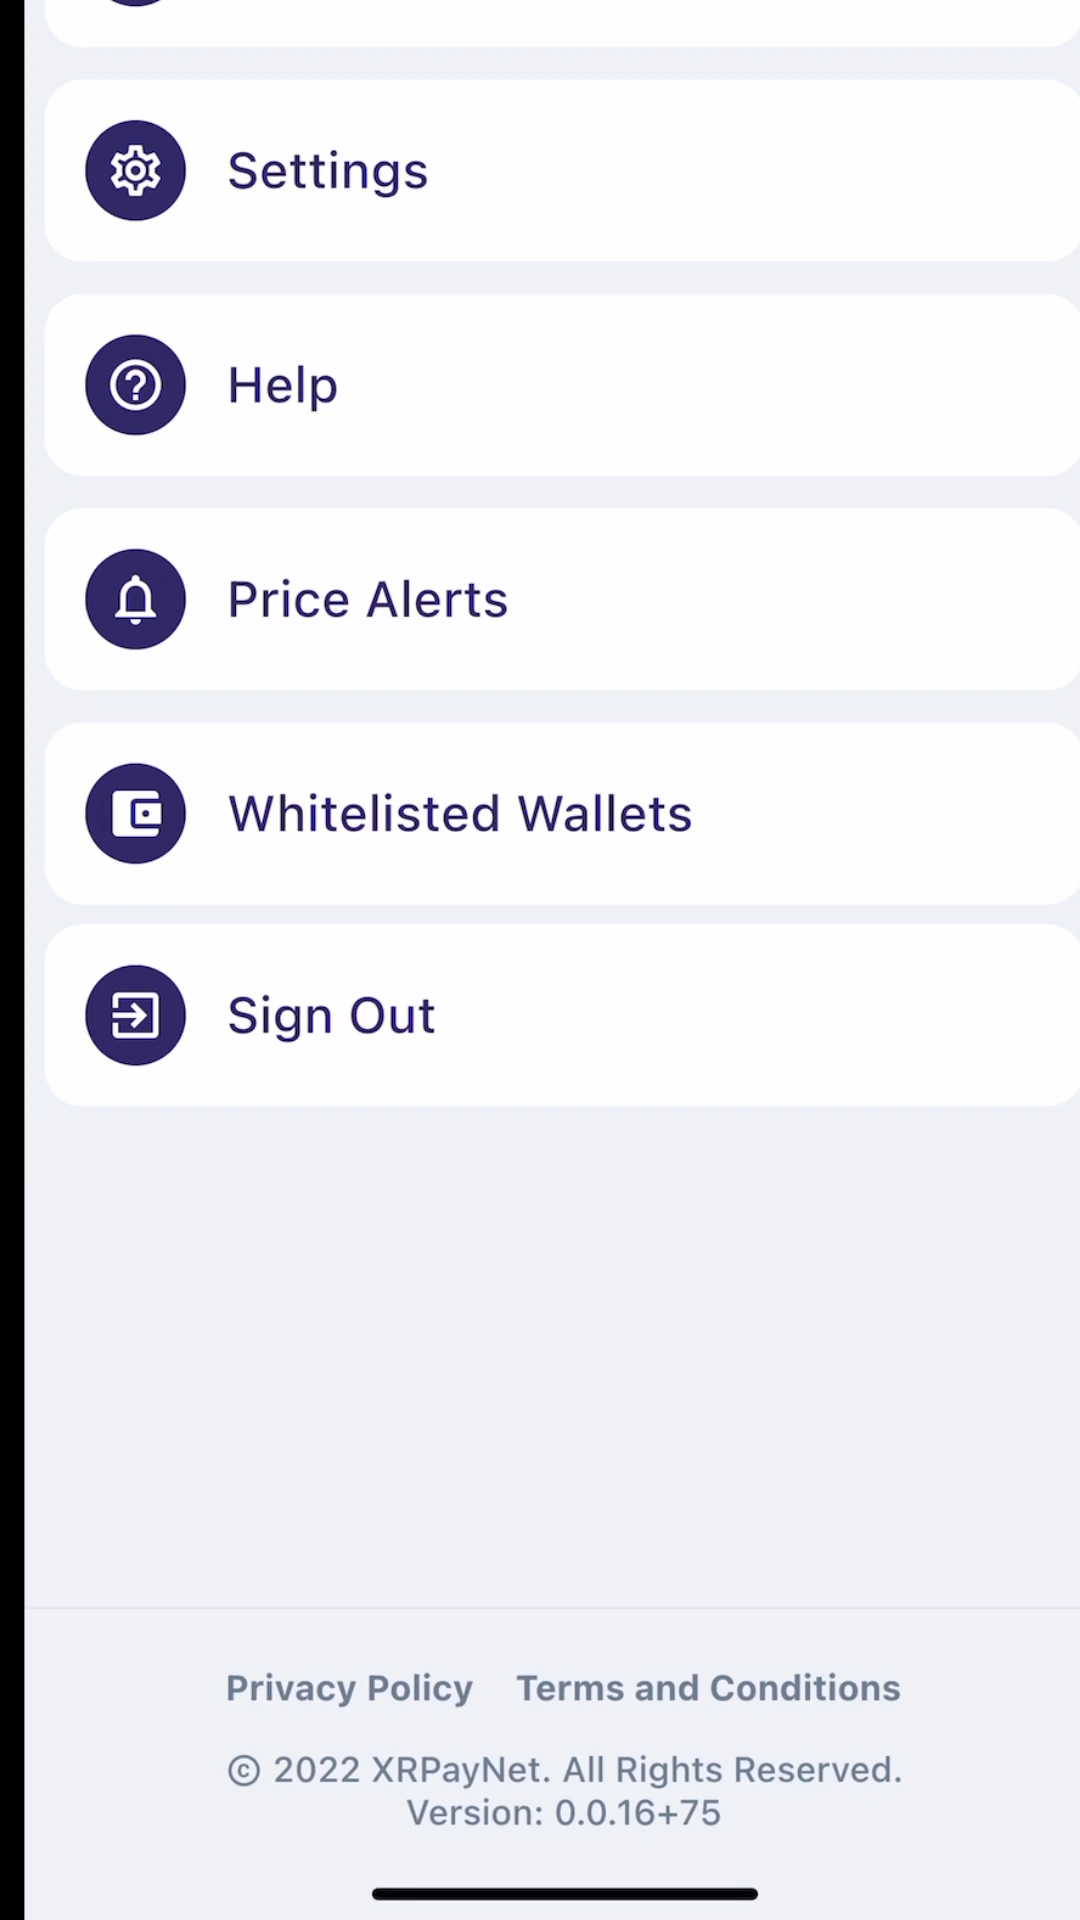 Settings
Help
Price Alerts
Whitelisted Wallets
Sign Out
Privacy Policy Terms and Conditions
© 2022 XRPayNet. All Rights Reserved.
Version: 0.0.16+75